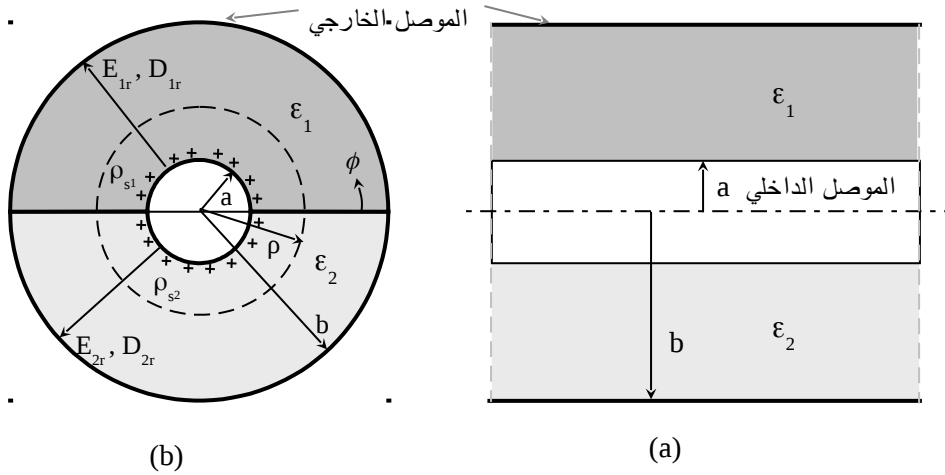 الموصل الخارجي
E1r , D1r
ε1
ρs1
ϕ
a
ρ
ε2
ρs2
b
E2r , D2r
(b)
ε1
a الموصل الداخلي
b
ε2
(a)